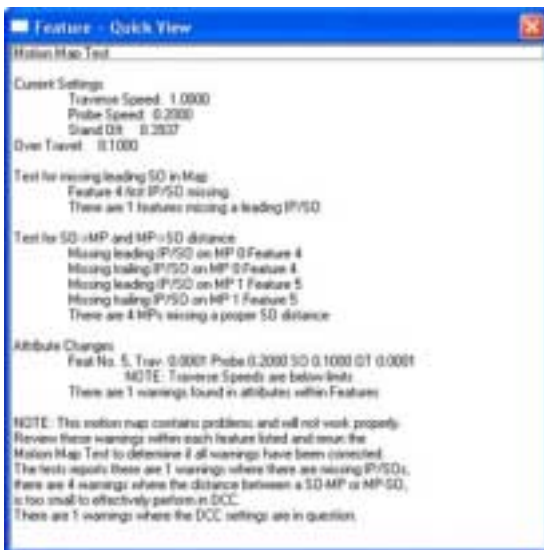 Feature - Quick View
Motion Map Test
Current Settings
Traverse Speed: 1.0000
Probe Speed: 0.2000
Stand Off: 0.2937
Over Travel: 0.1000
Test for missing leading SO in Map
Feature 4 first IP/SO missing
There are 1 features missing a leading IP/SO
Test for SO->MP and MP->SO distance
Missing leading IP/SO on MP 0 Feature 4
Missing trailing IP/SO on MP 0 Feature 4
Missing leading IP/SO on MP 1 Feature 5
Missing trailing IP/SO on MP 1 Feature 5
There are 4 MPs missing a proper SO distance
Attribute Changes
Feat No. 5, Trav: 0.0001 Probe 0.2000 SO 0.1000 OT 0.0001
NOTE: Traverse Speeds are below limits
There are 1 warnings found in attributes within Features
NOTE: This motion map contains problems and will not work properly.
Review these warnings within each feature listed and rerun the
Motion Map Test to determine if all warnings have been corrected.
The tests reports there are 1 warnings where there are missing IP/SOs,
there are 4 warnings where the distance between a SO-MP or MP-SO,
is too small to effectively perform in DCC.
There are 1 warnings where the DCC settings are in question.